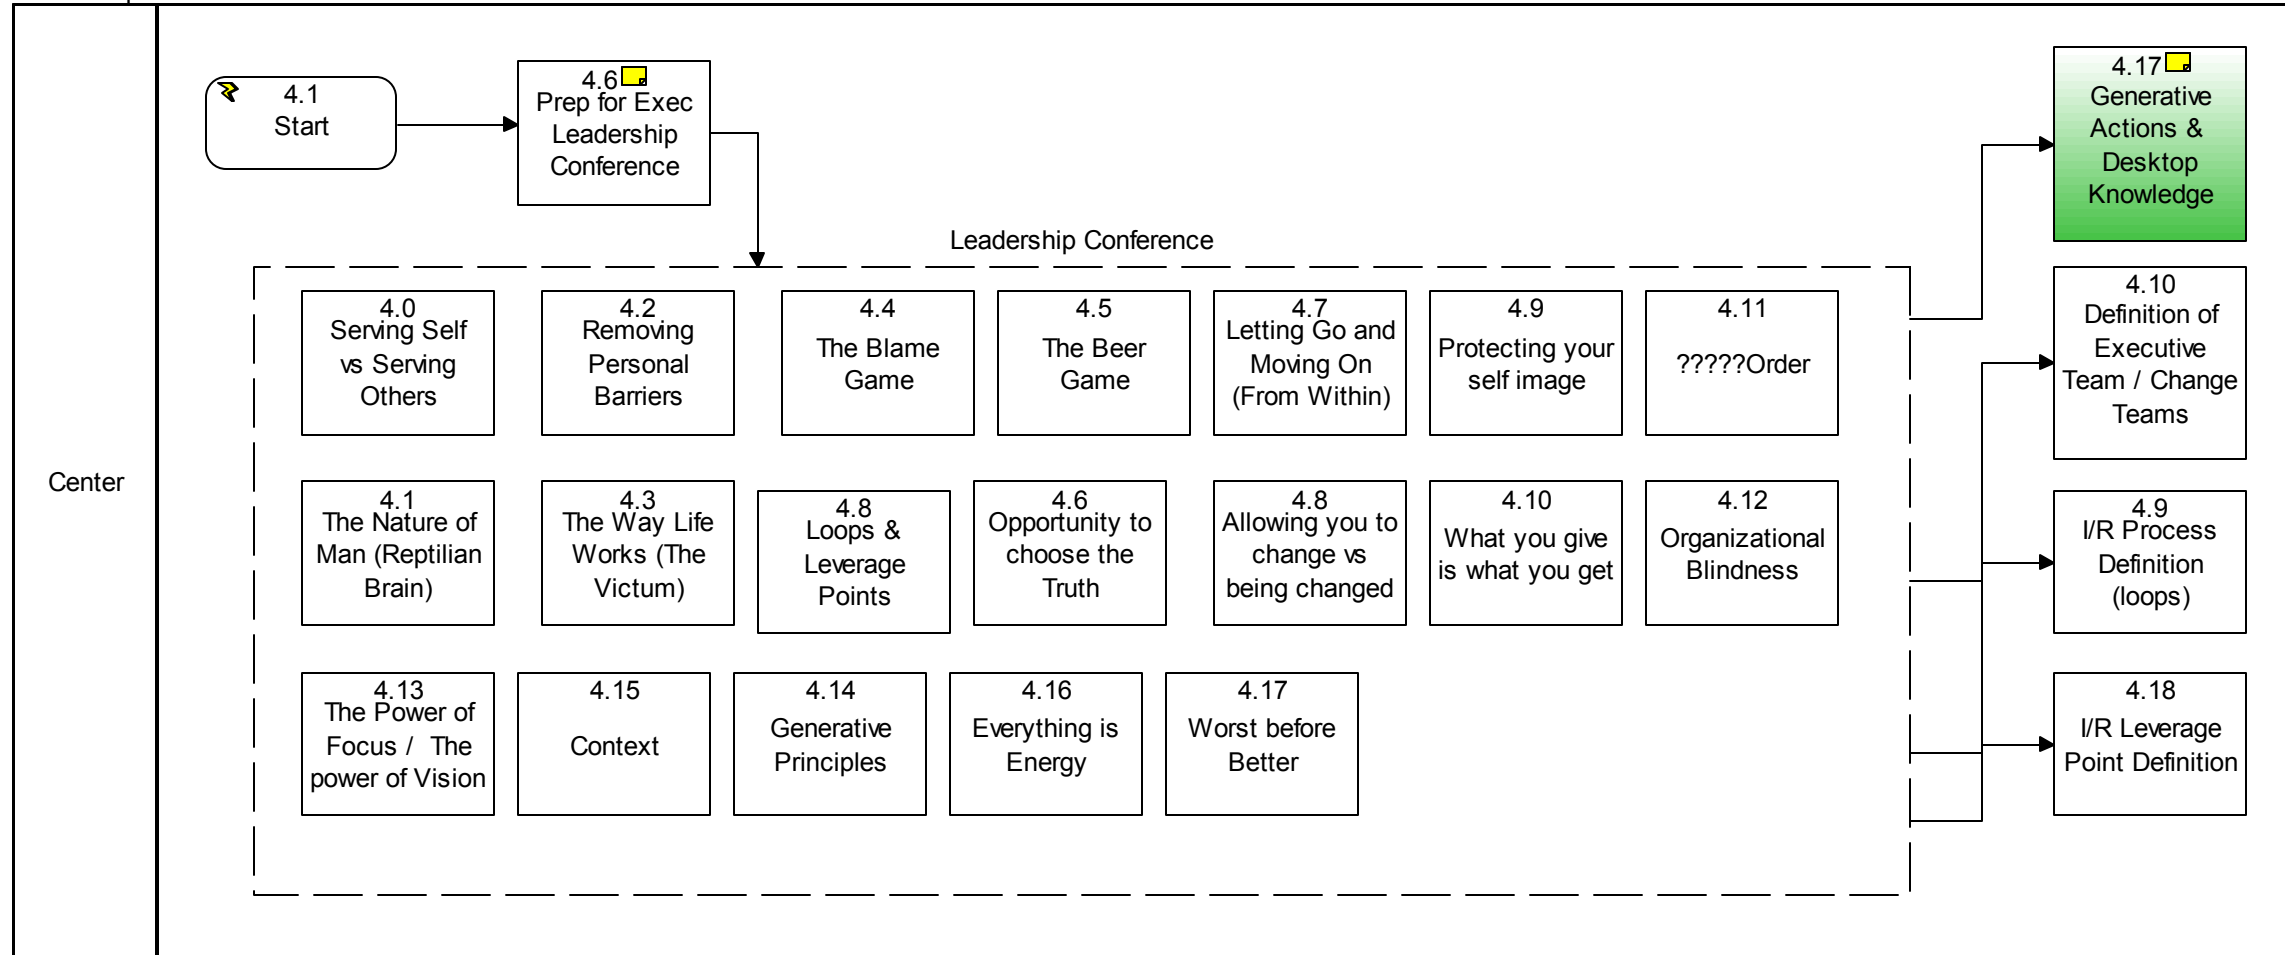 Center
4.1
Start
4.6
Prep for Exec
Leadership
Conference
4.17
Generative
Actions &
Desktop
Knowledge
Leadership Conference
4.0
Serving Self
vs Serving
Others
4.2
Removing
Personal
Barriers
4.4
The Blame
Game
4.5
The Beer
Game
4.7
Letting Go and
Moving On
(From Within)
4.9
Protecting your
self image
4.11
?????Order
4.10
Definition of
Executive
Team / Change
Teams
4.1
The Nature of
Man (Reptilian
Brain)
4.3
The Way Life
Works (The
Victum)
4.8
Loops &
Leverage
Points
4.6
Opportunity to
choose the
Truth
4.8
Allowing you to
change vs
being changed
4.10
What you give
is what you get
4.12
Organizational
Blindness
4.9
I/R Process
Definition
(loops)
4.13
The Power of
Focus / The
power of Vision
4.15
Context
4.14
Generative
Principles
4.16
Everything is
Energy
4.17
Worst before
Better
4.18
I/R Leverage
Point Definition